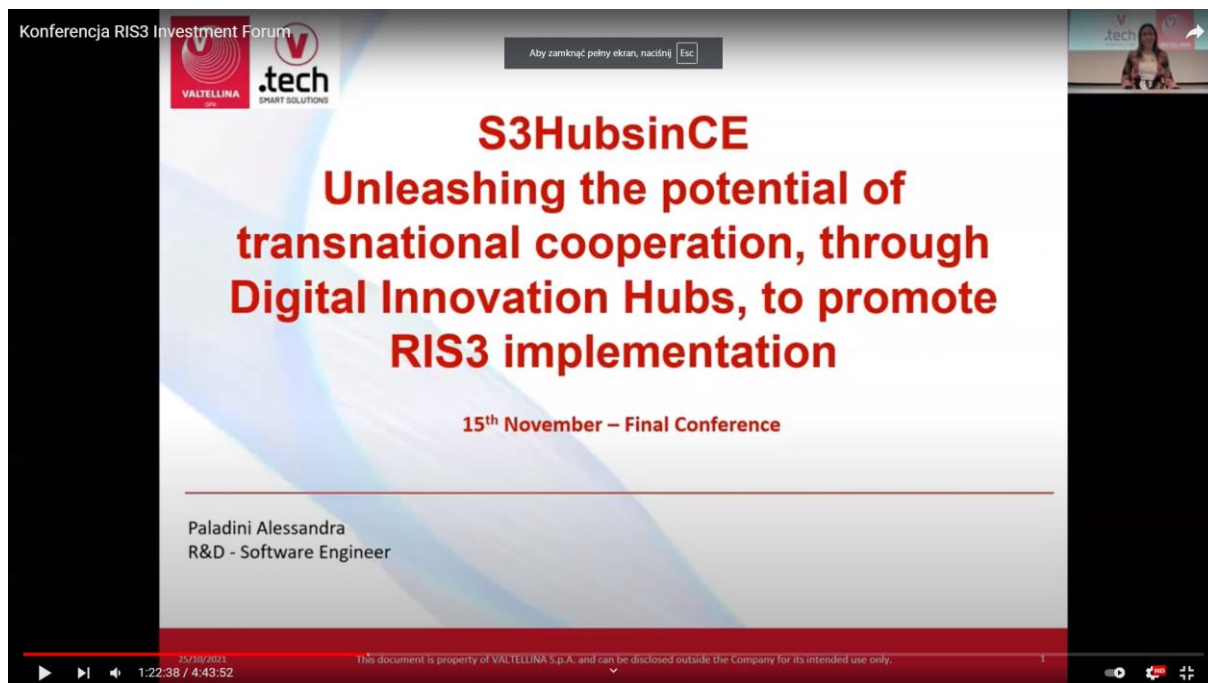 Konferencja RIS3 Investment Forum
VALTELLINA
SPA
V
.tech
SMART SOLUTIONS
Aby zamknąć pełny ekran, naciśnij Esc
.tech
S3HubsinCE
Unleashing the potential of
transnational cooperation, through
Digital Innovation Hubs, to promote
RIS3 implementation
15th November – Final Conference
Paladini Alessandra
R&D - Software Engineer
25/10/2021
This document is property of VALTELLINA S.p.A. and can be disclosed outside the Company for its intended use only.
1
1:22:38 / 4:43:52
HD